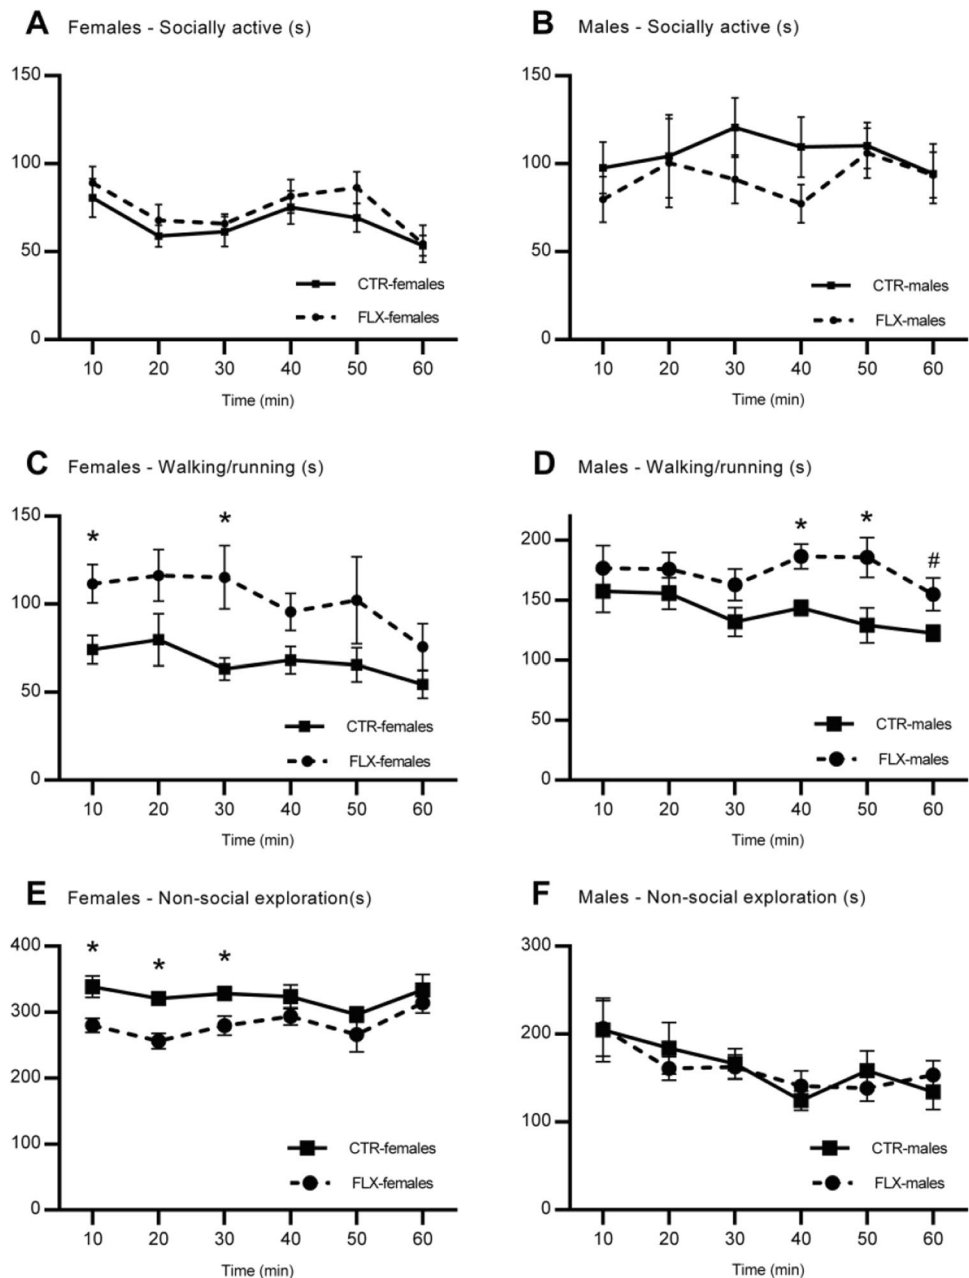 A Females - Socially active (s)
150
100
50
0
CTR-females
FLX-females
10 20 30 40 50 60
Time (min)
B Males - Socially active (s)
150
100
50
0
CTR-males
FLX-males
10 20 30 40 50 60
Time (min)
C Females - Walking/running (s)
150
100
50
0
* *
CTR-females
FLX-females
10 20 30 40 50 60
Time (min)
D Males - Walking/running (s)
200
150
100
50
0
* * #
CTR-males
FLX-males
10 20 30 40 50 60
Time (min)
E Females - Non-social exploration(s)
400
300
200
100
0
* * *
CTR-females
FLX-females
10 20 30 40 50 60
Time (min)
F Males - Non-social exploration (s)
300
200
100
0
CTR-males
FLX-males
10 20 30 40 50 60
Time (min)